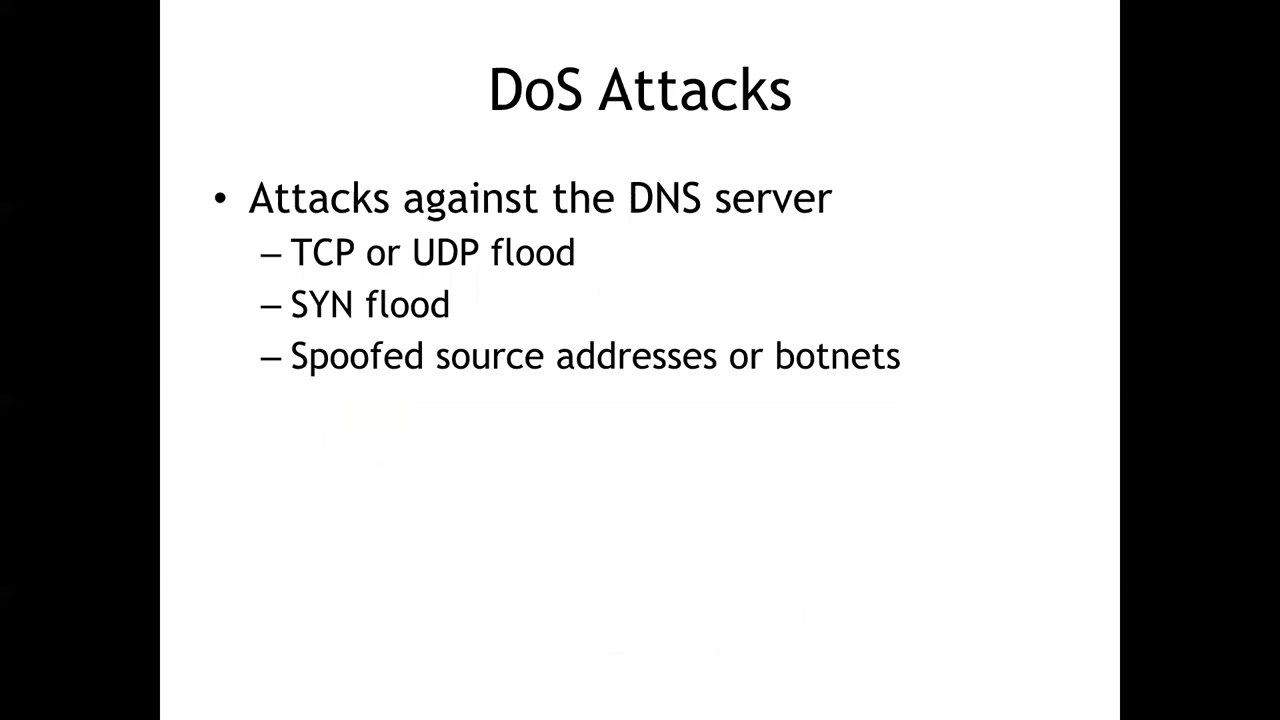 DoS Attacks
• Attacks against the DNS server
– TCP or UDP flood
– SYN flood
– Spoofed source addresses or botnets